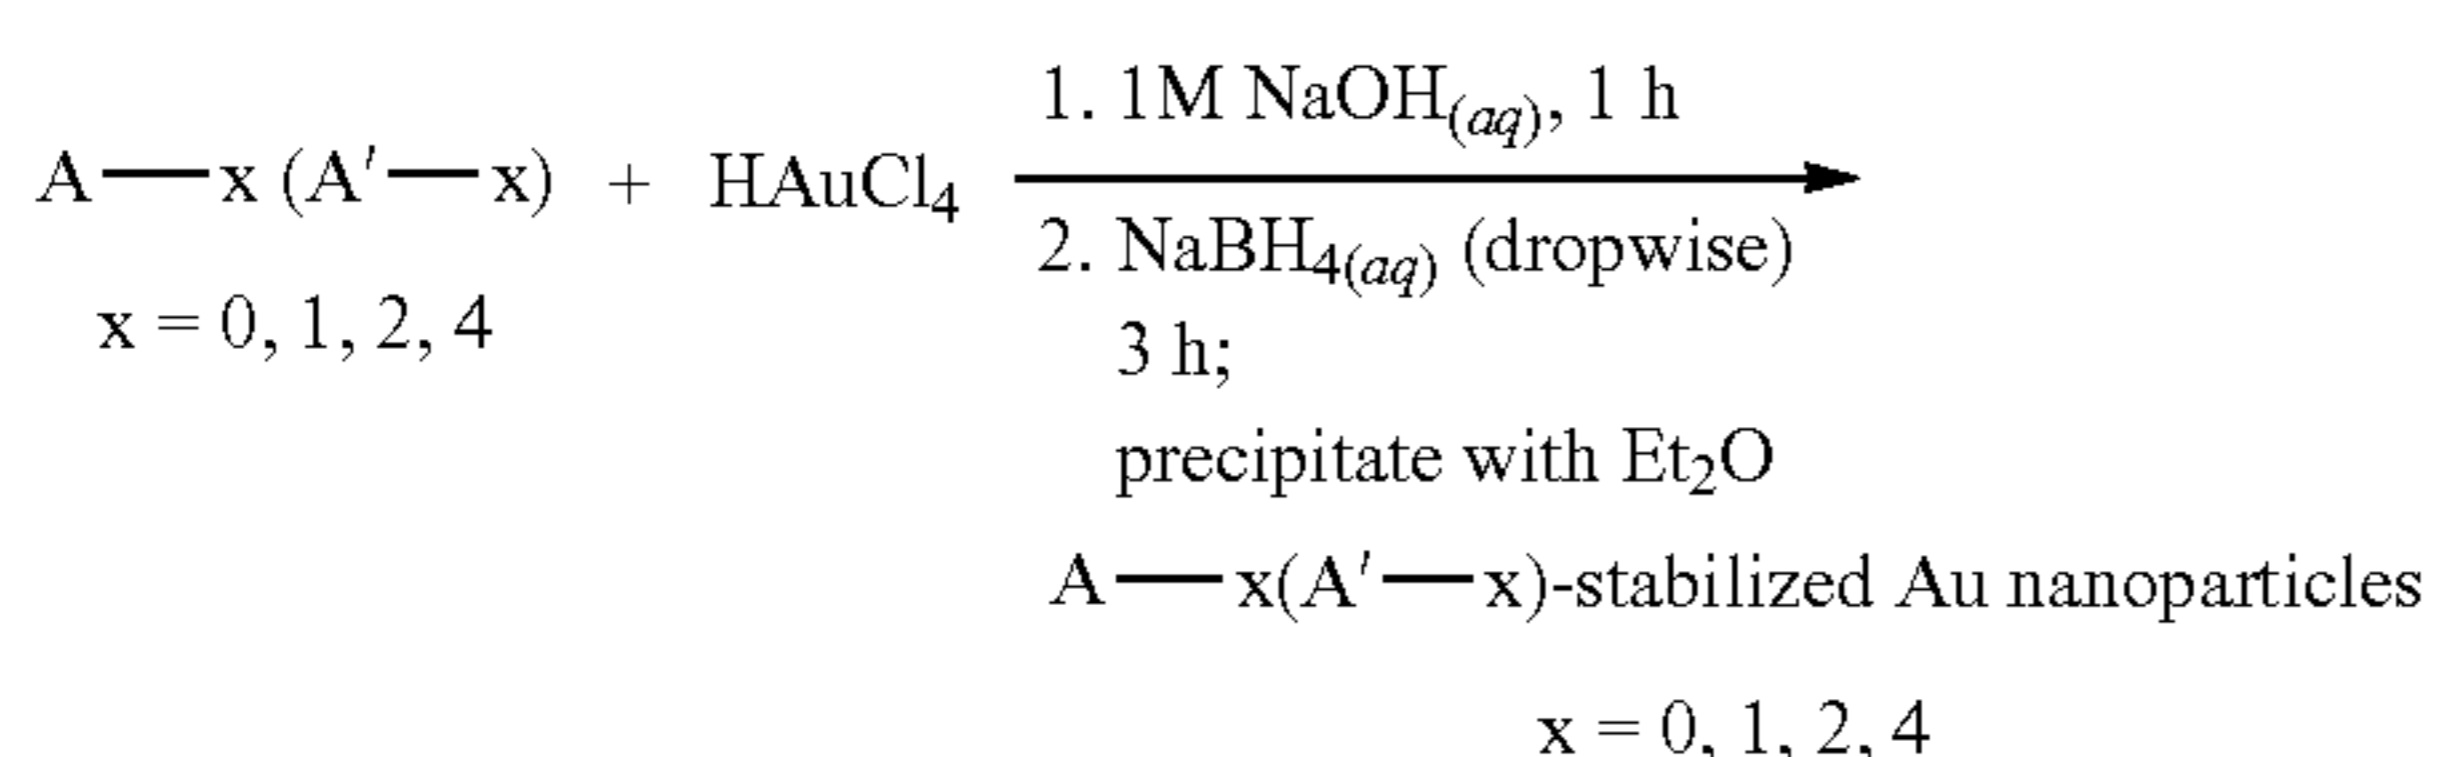 1. 1M NaOH(aq), 1 h
A—x (A′—x) + HAuCl4
2. NaBH4(aq) (dropwise)
x = 0, 1, 2, 4
3 h;
precipitate with Et2O
A—x(A′—x)-stabilized Au nanoparticles
x = 0, 1, 2, 4